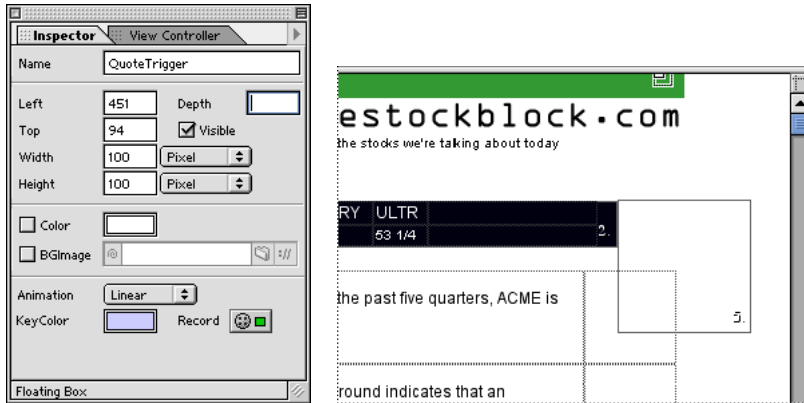 Inspector View Controller
Name QuoteTrigger
Left 451 Depth
Top 94 Visible
Width 100 Pixel
Height 100 Pixel
Color
BGImage ://
Animation Linear
KeyColor Record
Floating Box
estockblock.com
the stocks we're talking about today
RY ULTR
53 1/4 2.
5.
the past five quarters, ACME is
round indicates that an